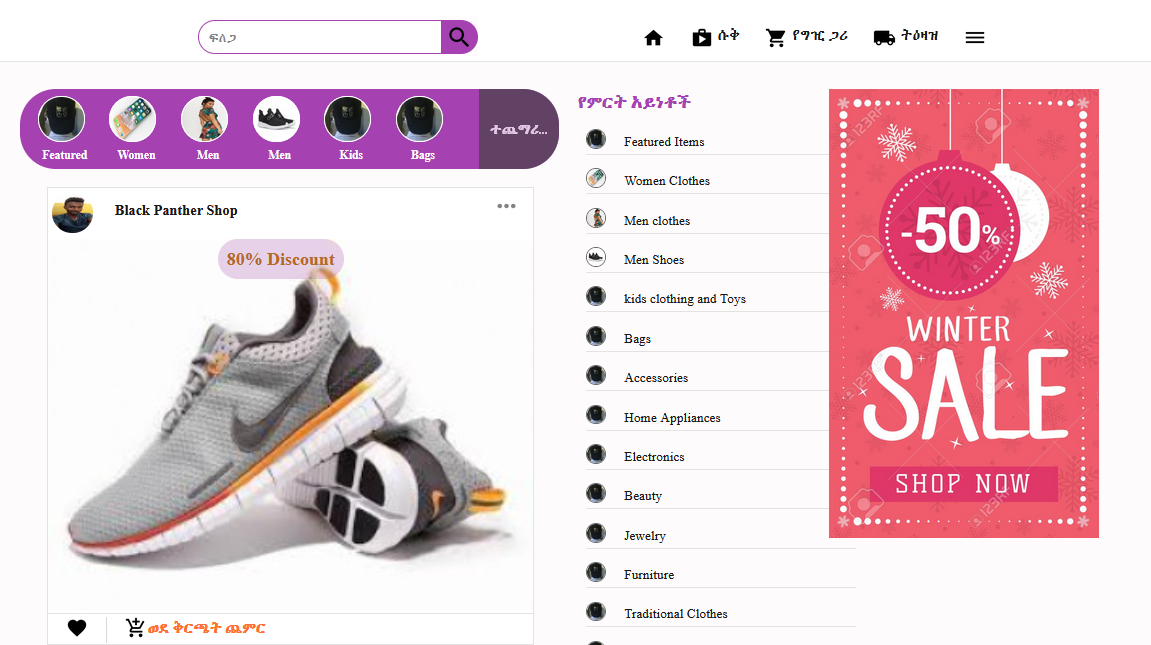 ፍለጋ
ሱቅ
የግዢ ጋሪ
ትዕዛዝ
Featured
Women
Men
Men
Kids
Bags
ተጨማሪ...
Black Panther Shop
80% Discount
ወደ ቅርጫት ጨምር
የምርት አይነቶች
Featured Items
Women Clothes
Men clothes
Men Shoes
kids clothing and Toys
Bags
Accessories
Home Appliances
Electronics
Beauty
Jewelry
Furniture
Traditional Clothes
-50%
WINTER
SALE
SHOP NOW